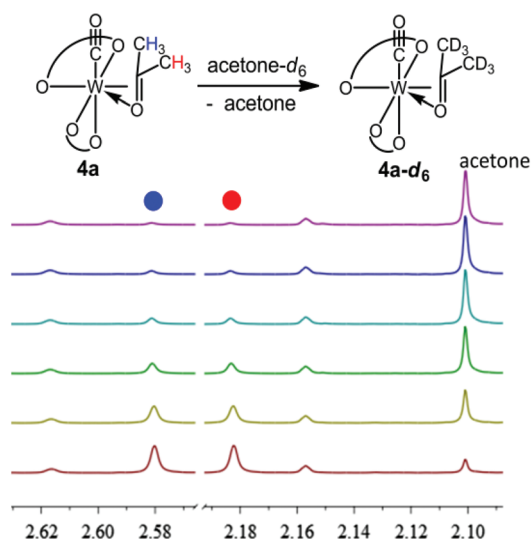 O
C
O
CH3
CH3
O
W
O
O
O
4a
acetone-d6
- acetone
O
C
O
CD3
CD3
O
W
O
O
O
4a-d6
acetone
2.62 2.60 2.58 2.18 2.16 2.14 2.12 2.10